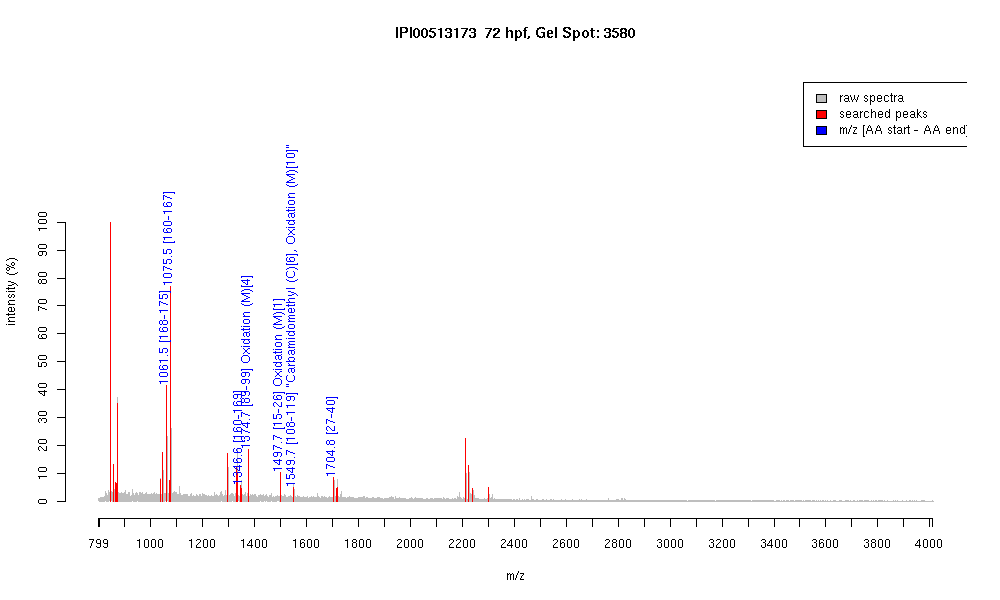 IPI00513173 72 hpf, Gel Spot: 3580
raw spectra
searched peaks
m/z [AA start - AA end]
intensity (%)
100
90
80
70
60
50
40
30
20
10
0
1061.5 [168-175]
1075.5 [160-167]
1346.6 [160-169]
1374.7 [89-99] Oxidation (M)[4]
1497.7 [15-26] Oxidation (M)[1]
1549.7 [108-119] "Carbamidomethyl (C)[6], Oxidation (M)[10]"
1704.8 [27-40]
799 1000 1200 1400 1600 1800 2000 2200 2400 2600 2800 3000 3200 3400 3600 3800 4000
m/z